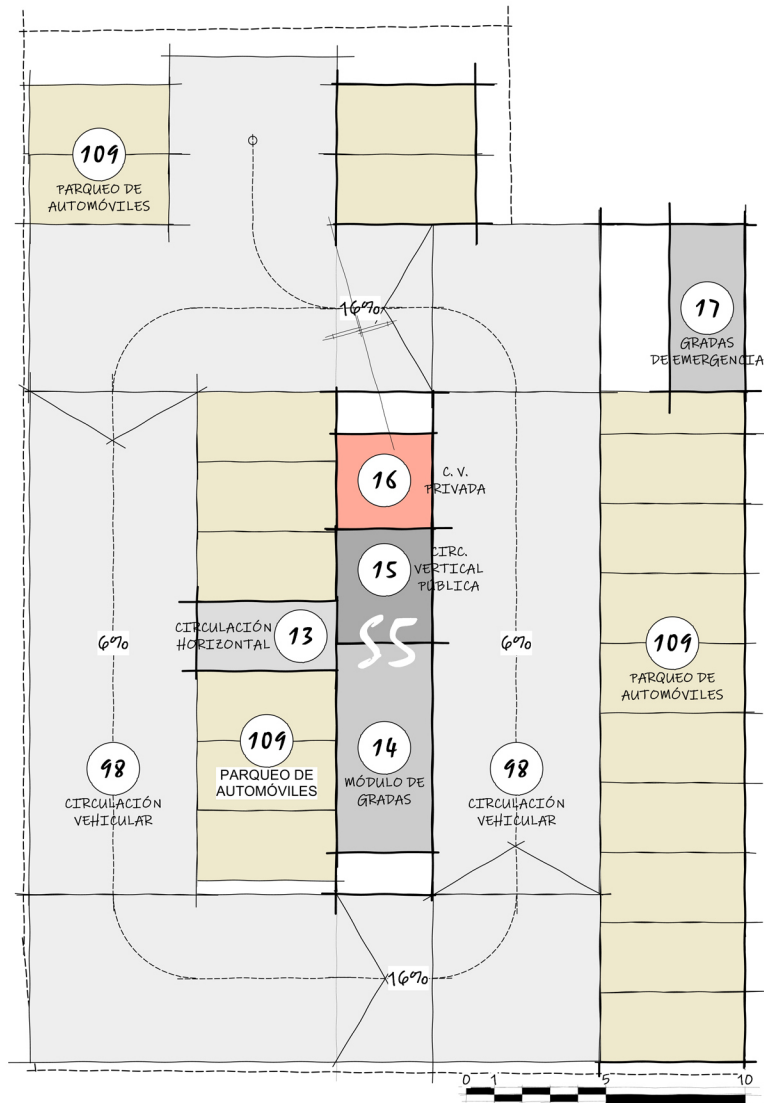 109
PARQUEO DE
AUTOMÓVILES
16%
17
GRADAS
DE EMERGENCIA
16
C. V.
PRIVADA
15
CIRC.
VERTICAL
PÚBLICA
CIRCULACIÓN
HORIZONTAL
13
S5
6%
6%
109
PARQUEO DE
AUTOMÓVILES
109
PARQUEO DE
AUTOMÓVILES
14
MÓDULO DE
GRADAS
98
CIRCULACIÓN
VEHICULAR
98
CIRCULACIÓN
VEHICULAR
16%
0 1 5 10